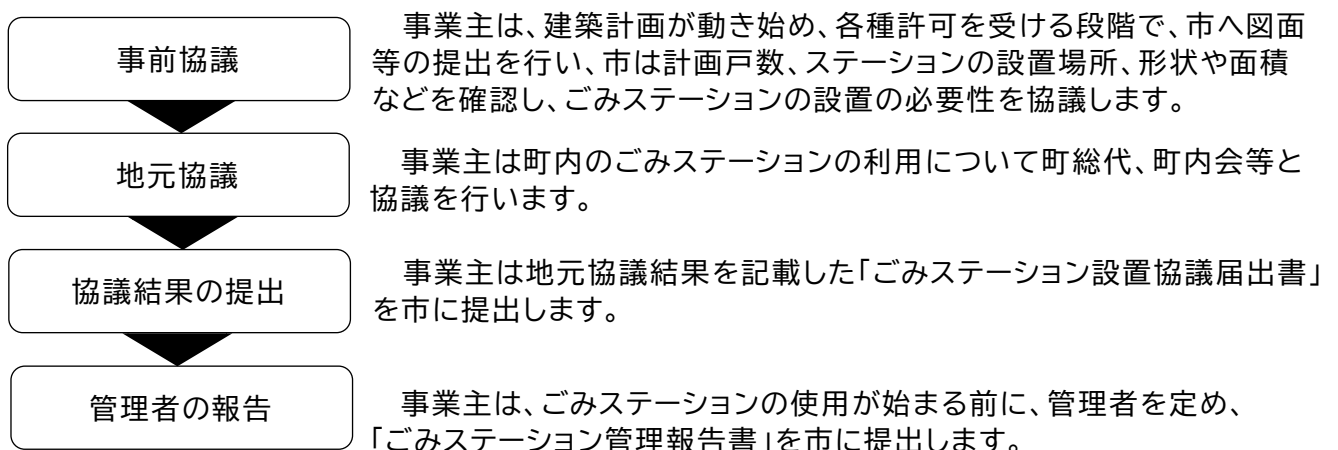 事前協議
事業主は、建築計画が動き始め、各種許可を受ける段階で、市へ図面
等の提出を行い、市は計画戸数、ステーションの設置場所、形状や面積
などを確認し、ごみステーションの設置の必要性を協議します。
地元協議
事業主は町内のごみステーションの利用について町総代、町内会等と
協議を行います。
協議結果の提出
事業主は地元協議結果を記載した「ごみステーション設置協議届出書」
を市に提出します。
管理者の報告
事業主は、ごみステーションの使用が始まる前に、管理者を定め、
「ごみステーション管理報告書」を市に提出します。